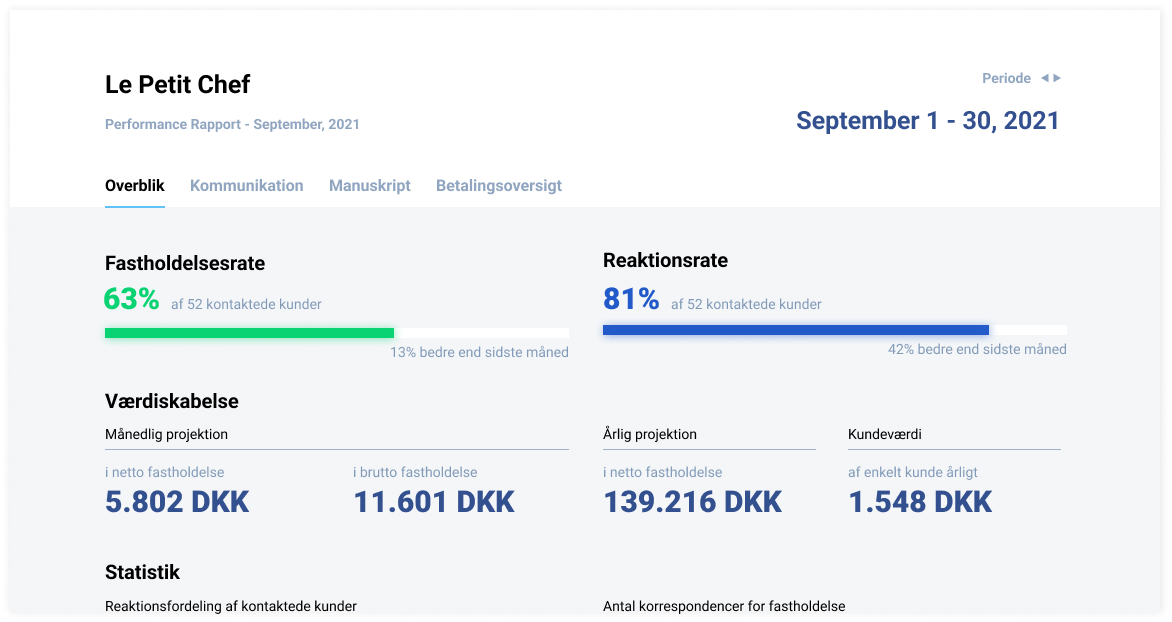 Le Petit Chef
Performance Rapport - September, 2021
Periode
September 1 - 30, 2021
Overblik Kommunikation Manuskript Betalingsoversigt
Fastholdelsesrate
63% af 52 kontaktede kunder
13% bedre end sidste måned
Reaktionsrate
81% af 52 kontaktede kunder
42% bedre end sidste måned
Værdiskabelse
Månedlig projektion
i netto fastholdelse
5.802 DKK
i brutto fastholdelse
11.601 DKK
Årlig projektion
i netto fastholdelse
139.216 DKK
Kundeværdi
af enkelt kunde årligt
1.548 DKK
Statistik
Reaktionsfordeling af kontaktede kunder
Antal korrespondencer for fastholdelse